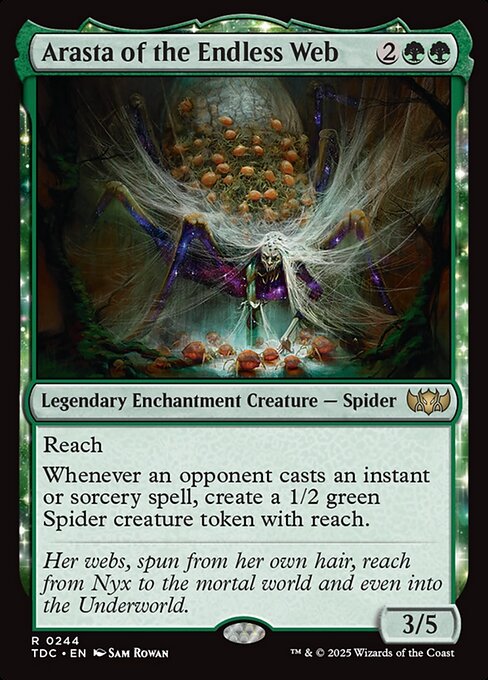 Arasta of the Endless Web 2
Legendary Enchantment Creature — Spider
Reach
Whenever an opponent casts an instant
or sorcery spell, create a 1/2 green
Spider creature token with reach.
Her webs, spun from her own hair, reach
from Nyx to the mortal world and even into
the Underworld.
3/5
R 0244
TDC • EN SAM ROWAN
™ & © 2025 Wizards of the Coast